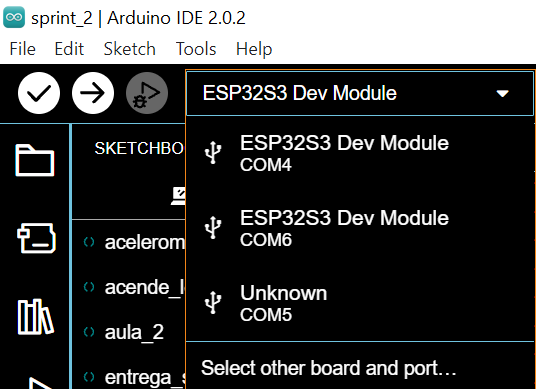 sprint_2 | Arduino IDE 2.0.2
File Edit Sketch Tools Help
ESP32S3 Dev Module
SKETCHBO
ESP32S3 Dev Module
COM4
ESP32S3 Dev Module
COM6
Unknown
COM5
Select other board and port…
acelerom
acende_l
aula_2
entrega_s